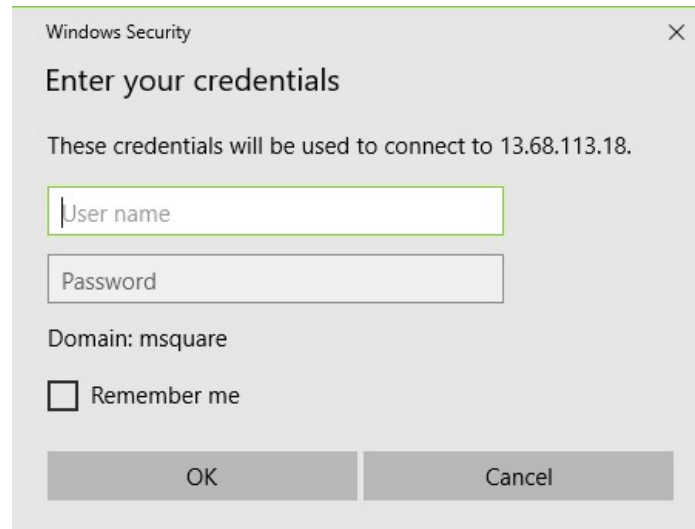 Windows Security
Enter your credentials
These credentials will be used to connect to 13.68.113.18.
User name
Password
Domain: msquare
Remember me
OK Cancel